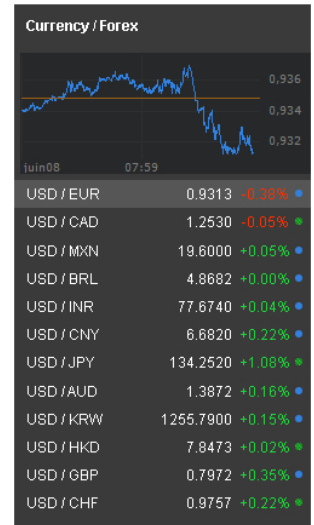 Currency / Forex
0,936
0,934
0,932
juin08 07:59
USD / EUR 0.9313 -0.38%
USD / CAD 1.2530 -0.05%
USD / MXN 19.6000 +0.05%
USD / BRL 4.8682 +0.00%
USD / INR 77.6740 +0.04%
USD / CNY 6.6820 +0.22%
USD / JPY 134.2520 +1.08%
USD / AUD 1.3872 +0.16%
USD / KRW 1255.7900 +0.15%
USD / HKD 7.8473 +0.02%
USD / GBP 0.7972 +0.35%
USD / CHF 0.9757 +0.22%